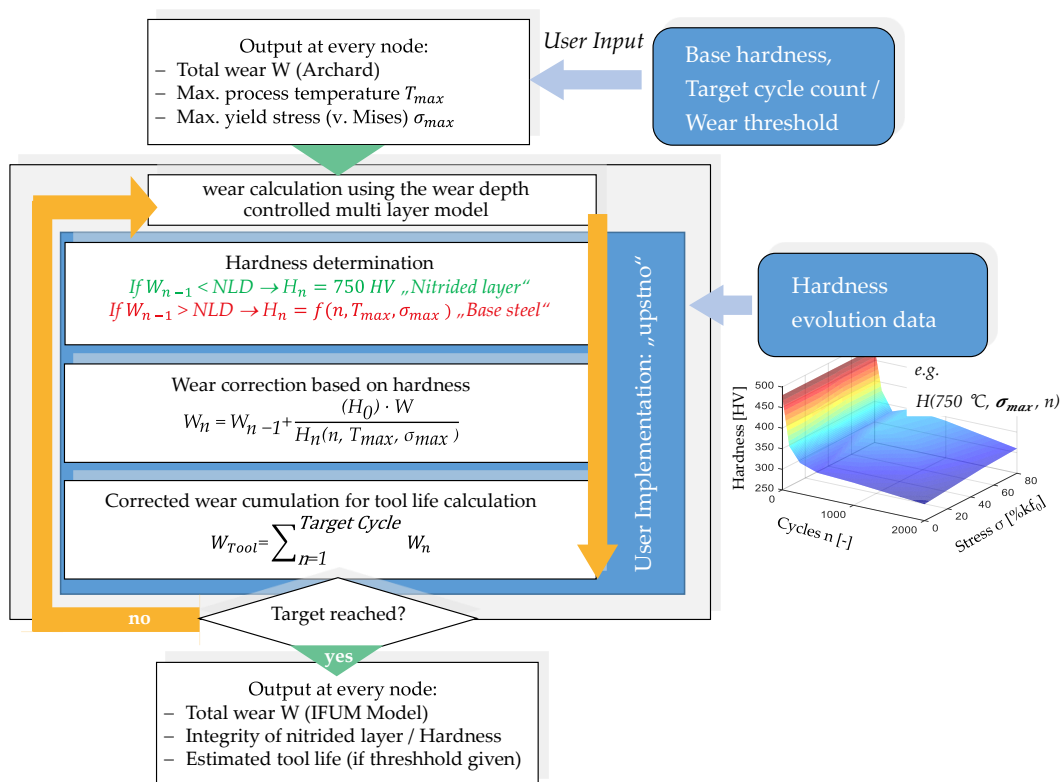 Output at every node:
– Total wear W (Archard)
– Max. process temperature T_max
– Max. yield stress (v. Mises) σ_max
User Input
Base hardness,
Target cycle count /
Wear threshold
wear calculation using the wear depth
controlled multi layer model
Hardness determination
If W_{n-1} < NLD → H_n = 750 HV „Nitrided layer“
If W_{n-1} > NLD → H_n = f(n, T_max, σ_max) „Base steel“
Wear correction based on hardness
W_n = W_{n-1} + (H_0) · W / H_n(n, T_max, σ_max)
Corrected wear cumulation for tool life calculation
W_Tool = ∑_{n=1}^{Target Cycle} W_n
User Implementation: „upstno“
Hardness
evolution data
e.g.
H(750 °C, σ_max, n)
Hardness [HV]
500
450
400
350
300
250
0
1000
2000
Cycles n [-]
0
20
40
60
80
Stress σ [%kf_0]
Target reached?
no
yes
Output at every node:
– Total wear W (IFUM Model)
– Integrity of nitrided layer / Hardness
– Estimated tool life (if threshhold given)